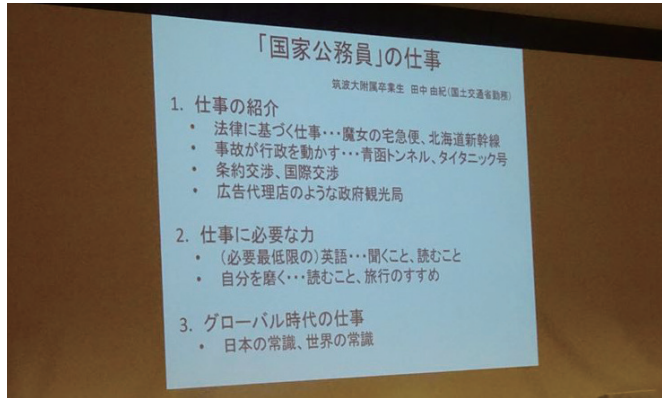 「国家公務員」の仕事
筑波大附属卒業生 田中 由紀(国土交通省勤務)
1. 仕事の紹介
• 法律に基づく仕事・・・魔女の宅急便、北海道新幹線
• 事故が行政を動かす・・・青函トンネル、タイタニック号
• 条約交渉、国際交渉
• 広告代理店のような政府観光局
2. 仕事に必要な力
• (必要最低限の)英語・・・聞くこと、読むこと
• 自分を磨く・・・読むこと、旅行のすすめ
3. グローバル時代の仕事
• 日本の常識、世界の常識